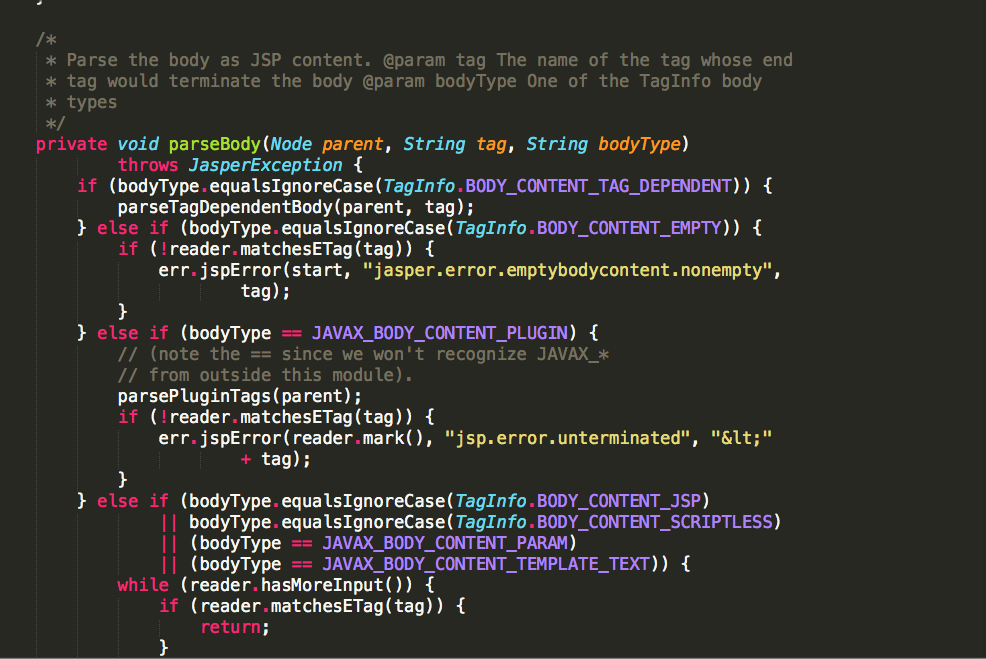 }
/*
 * Parse the body as JSP content. @param tag The name of the tag whose end
 * tag would terminate the body @param bodyType One of the TagInfo body
 * types
 */
private void parseBody(Node parent, String tag, String bodyType)
        throws JasperException {
    if (bodyType.equalsIgnoreCase(TagInfo.BODY_CONTENT_TAG_DEPENDENT)) {
        parseTagDependentBody(parent, tag);
    } else if (bodyType.equalsIgnoreCase(TagInfo.BODY_CONTENT_EMPTY)) {
        if (!reader.matchesETag(tag)) {
            err.jspError(start, "jasper.error.emptybodycontent.nonempty",
                    tag);
        }
    } else if (bodyType == JAVAX_BODY_CONTENT_PLUGIN) {
        // (note the == since we won't recognize JAVAX_*
        // from outside this module).
        parsePluginTags(parent);
        if (!reader.matchesETag(tag)) {
            err.jspError(reader.mark(), "jsp.error.unterminated", "&lt;"
                    + tag);
        }
    } else if (bodyType.equalsIgnoreCase(TagInfo.BODY_CONTENT_JSP)
            || bodyType.equalsIgnoreCase(TagInfo.BODY_CONTENT_SCRIPTLESS)
            || (bodyType == JAVAX_BODY_CONTENT_PARAM)
            || (bodyType == JAVAX_BODY_CONTENT_TEMPLATE_TEXT)) {
        while (reader.hasMoreInput()) {
            if (reader.matchesETag(tag)) {
                return;
            }